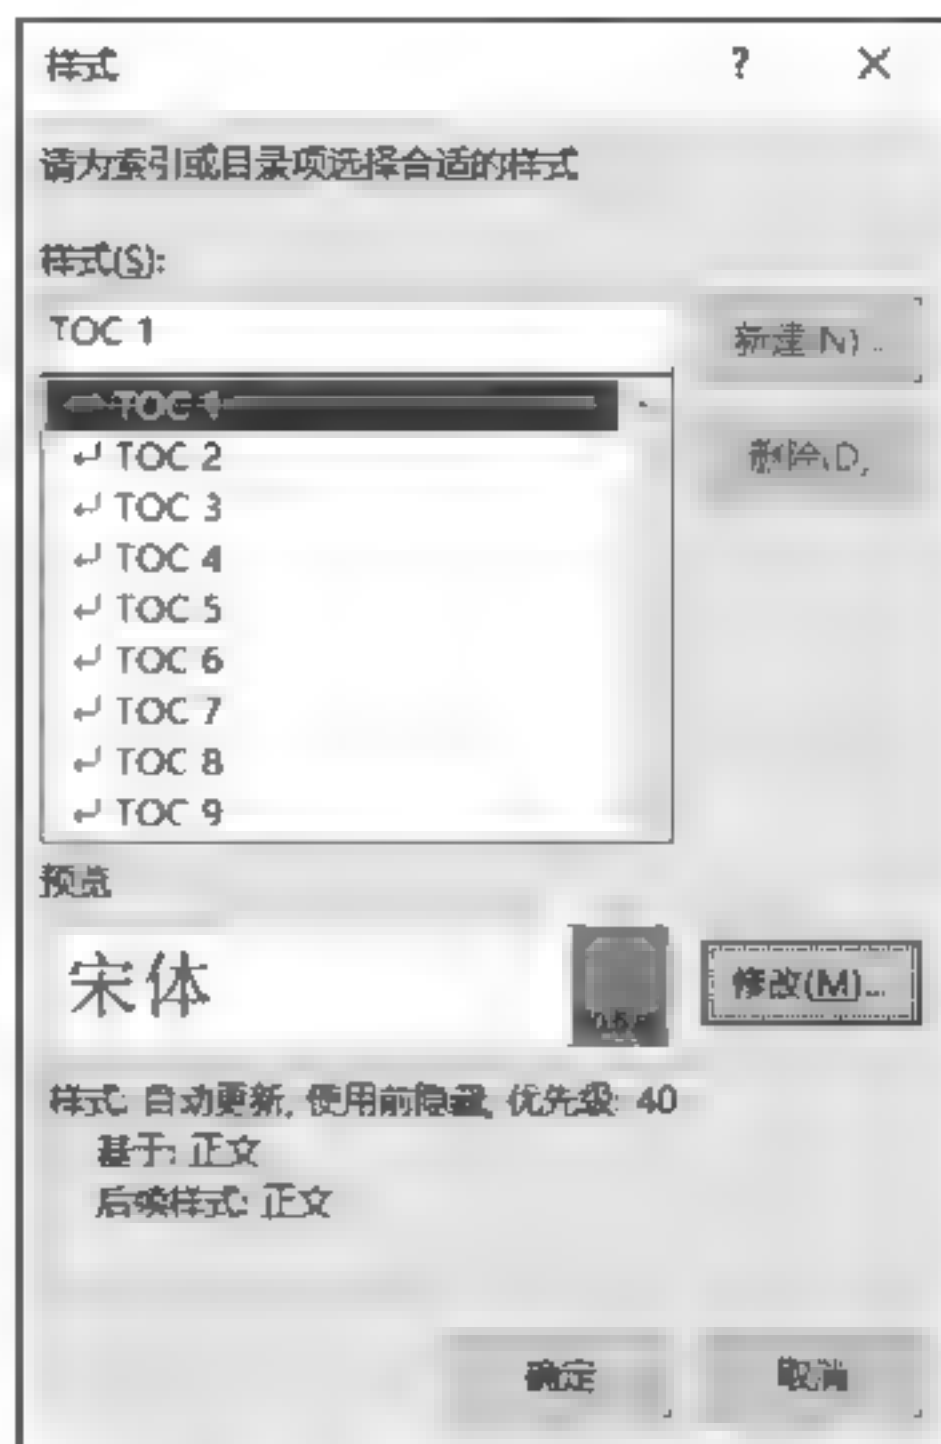 样式 ? ×
请为索引或目录项选择合适的样式
样式(S):
TOC 1
新建 N)..
TOC 1
删除(D)
TOC 2
TOC 3
TOC 4
TOC 5
TOC 6
TOC 7
TOC 8
TOC 9
预览
宋体
修改(M)...
样式: 自动更新, 使用前隐藏, 优先级: 40
基于: 正文
后续样式: 正文
确定 取消